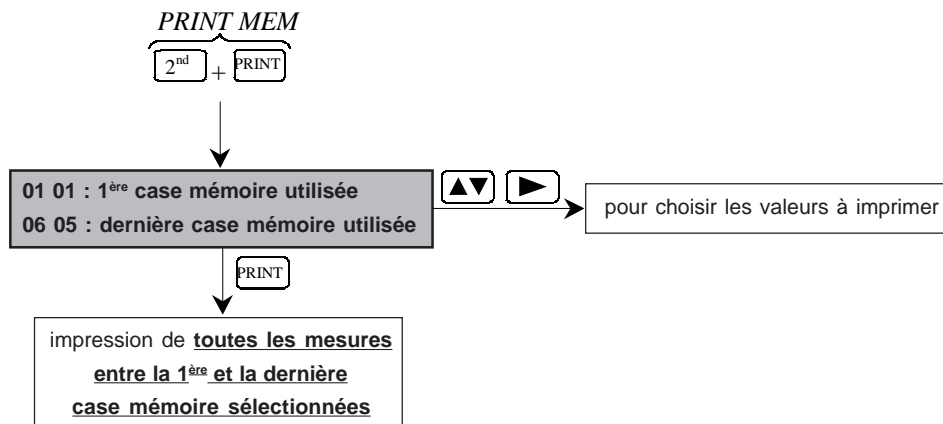 PRINT MEM
2nd + PRINT
01 01 : 1ère case mémoire utilisée
06 05 : dernière case mémoire utilisée
pour choisir les valeurs à imprimer
PRINT
impression de toutes les mesures
entre la 1ère et la dernière
case mémoire sélectionnées